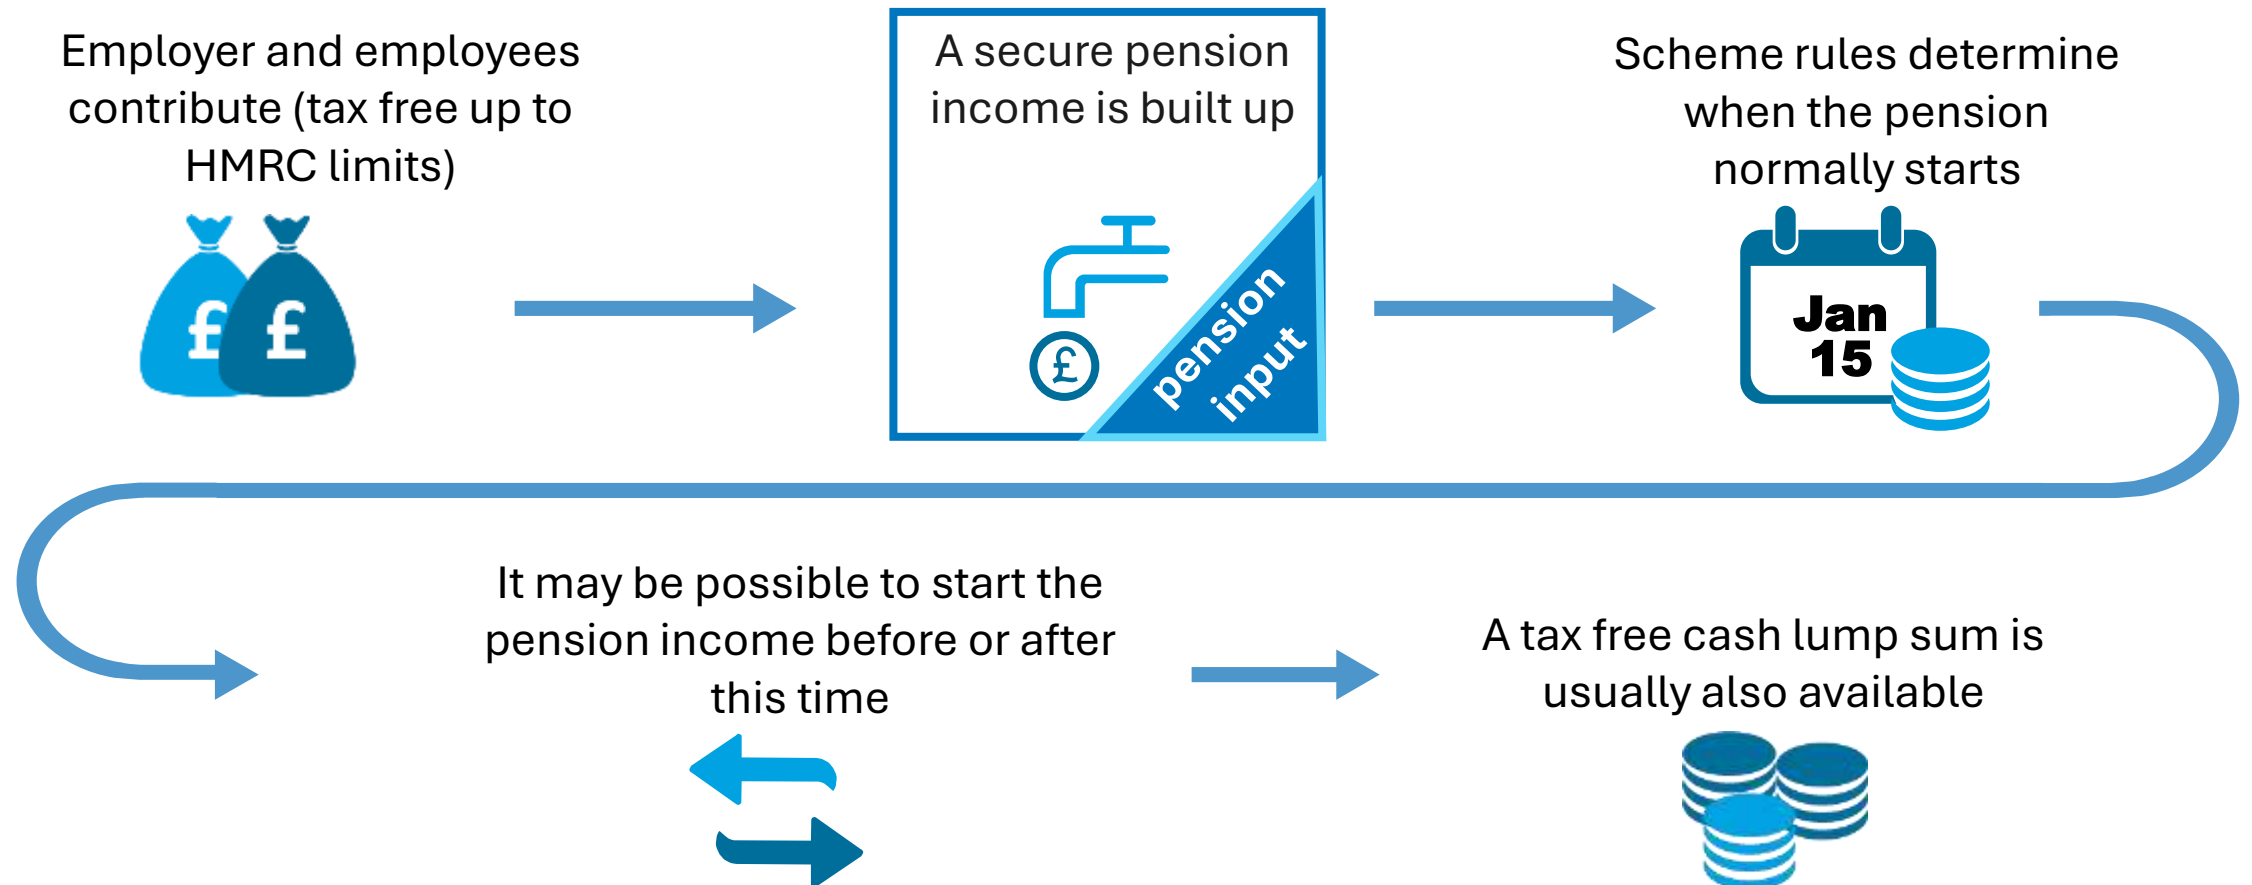 Employer and employees
contribute (tax free up to
HMRC limits)
££
A secure pension
income is built up
£
pension
input
Scheme rules determine
when the pension
normally starts
Jan
15
It may be possible to start the
pension income before or after
this time
A tax free cash lump sum is
usually also available